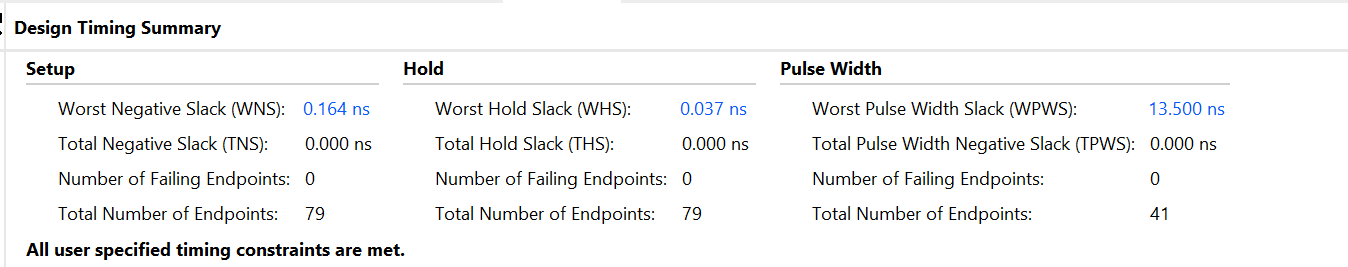 Design Timing Summary
Setup Hold Pulse Width
Worst Negative Slack (WNS): 0.164 ns Worst Hold Slack (WHS): 0.037 ns Worst Pulse Width Slack (WPWS): 13.500 ns
Total Negative Slack (TNS): 0.000 ns Total Hold Slack (THS): 0.000 ns Total Pulse Width Negative Slack (TPWS): 0.000 ns
Number of Failing Endpoints: 0 Number of Failing Endpoints: 0 Number of Failing Endpoints: 0
Total Number of Endpoints: 79 Total Number of Endpoints: 79 Total Number of Endpoints: 41
All user specified timing constraints are met.